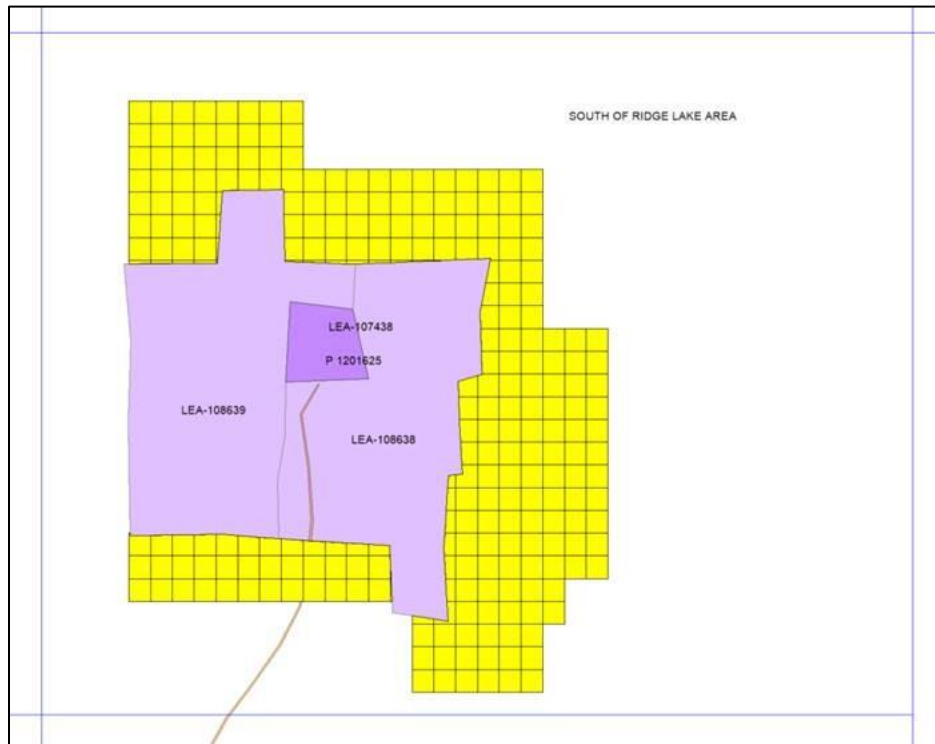 SOUTH OF RIDGE LAKE AREA
LEA-107438
P 1201625
LEA-108639
LEA-108638